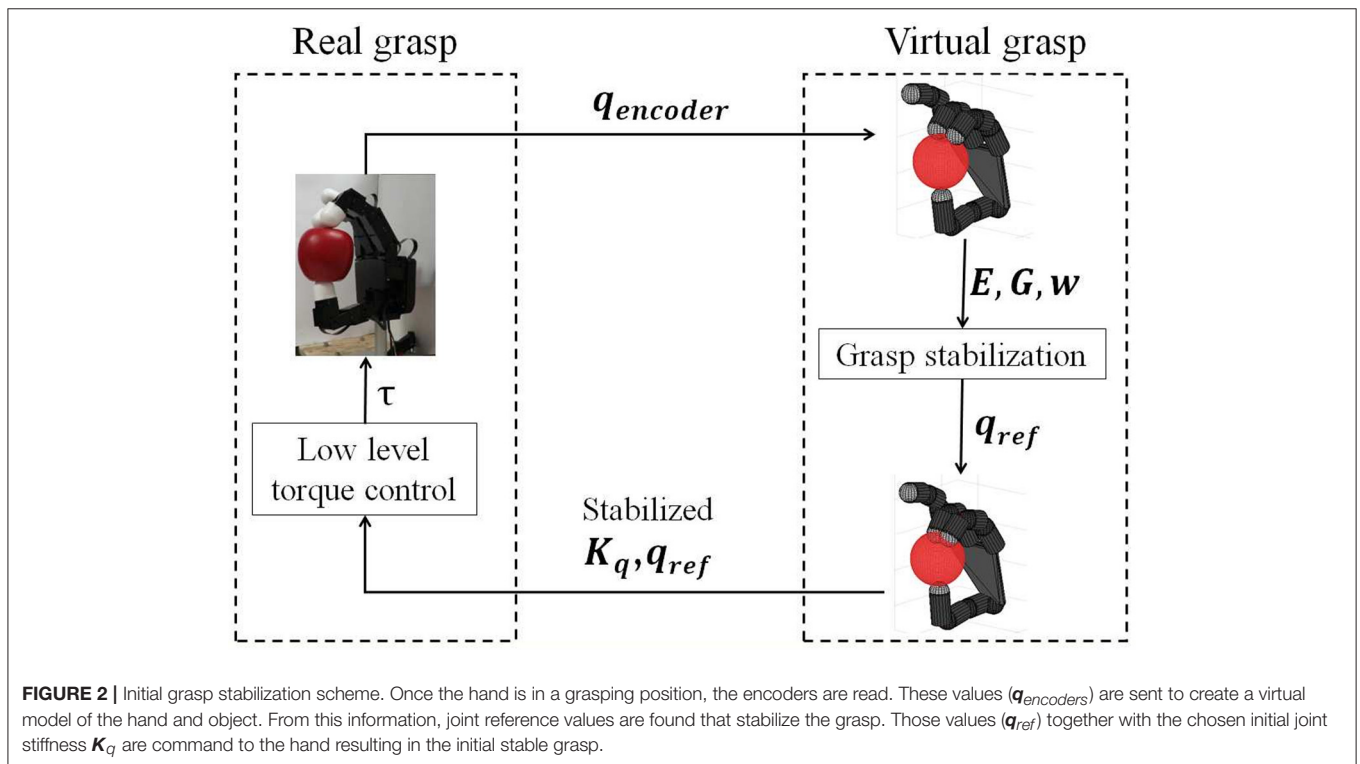 Real grasp
Virtual grasp
q_encoder
E, G, w
Grasp stabilization
q_ref
τ
Low level
torque control
Stabilized
K_q, q_ref
FIGURE 2 | Initial grasp stabilization scheme. Once the hand is in a grasping position, the encoders are read. These values (q_encoders) are sent to create a virtual
model of the hand and object. From this information, joint reference values are found that stabilize the grasp. Those values (q_ref) together with the chosen initial joint
stiffness K_q are command to the hand resulting in the initial stable grasp.